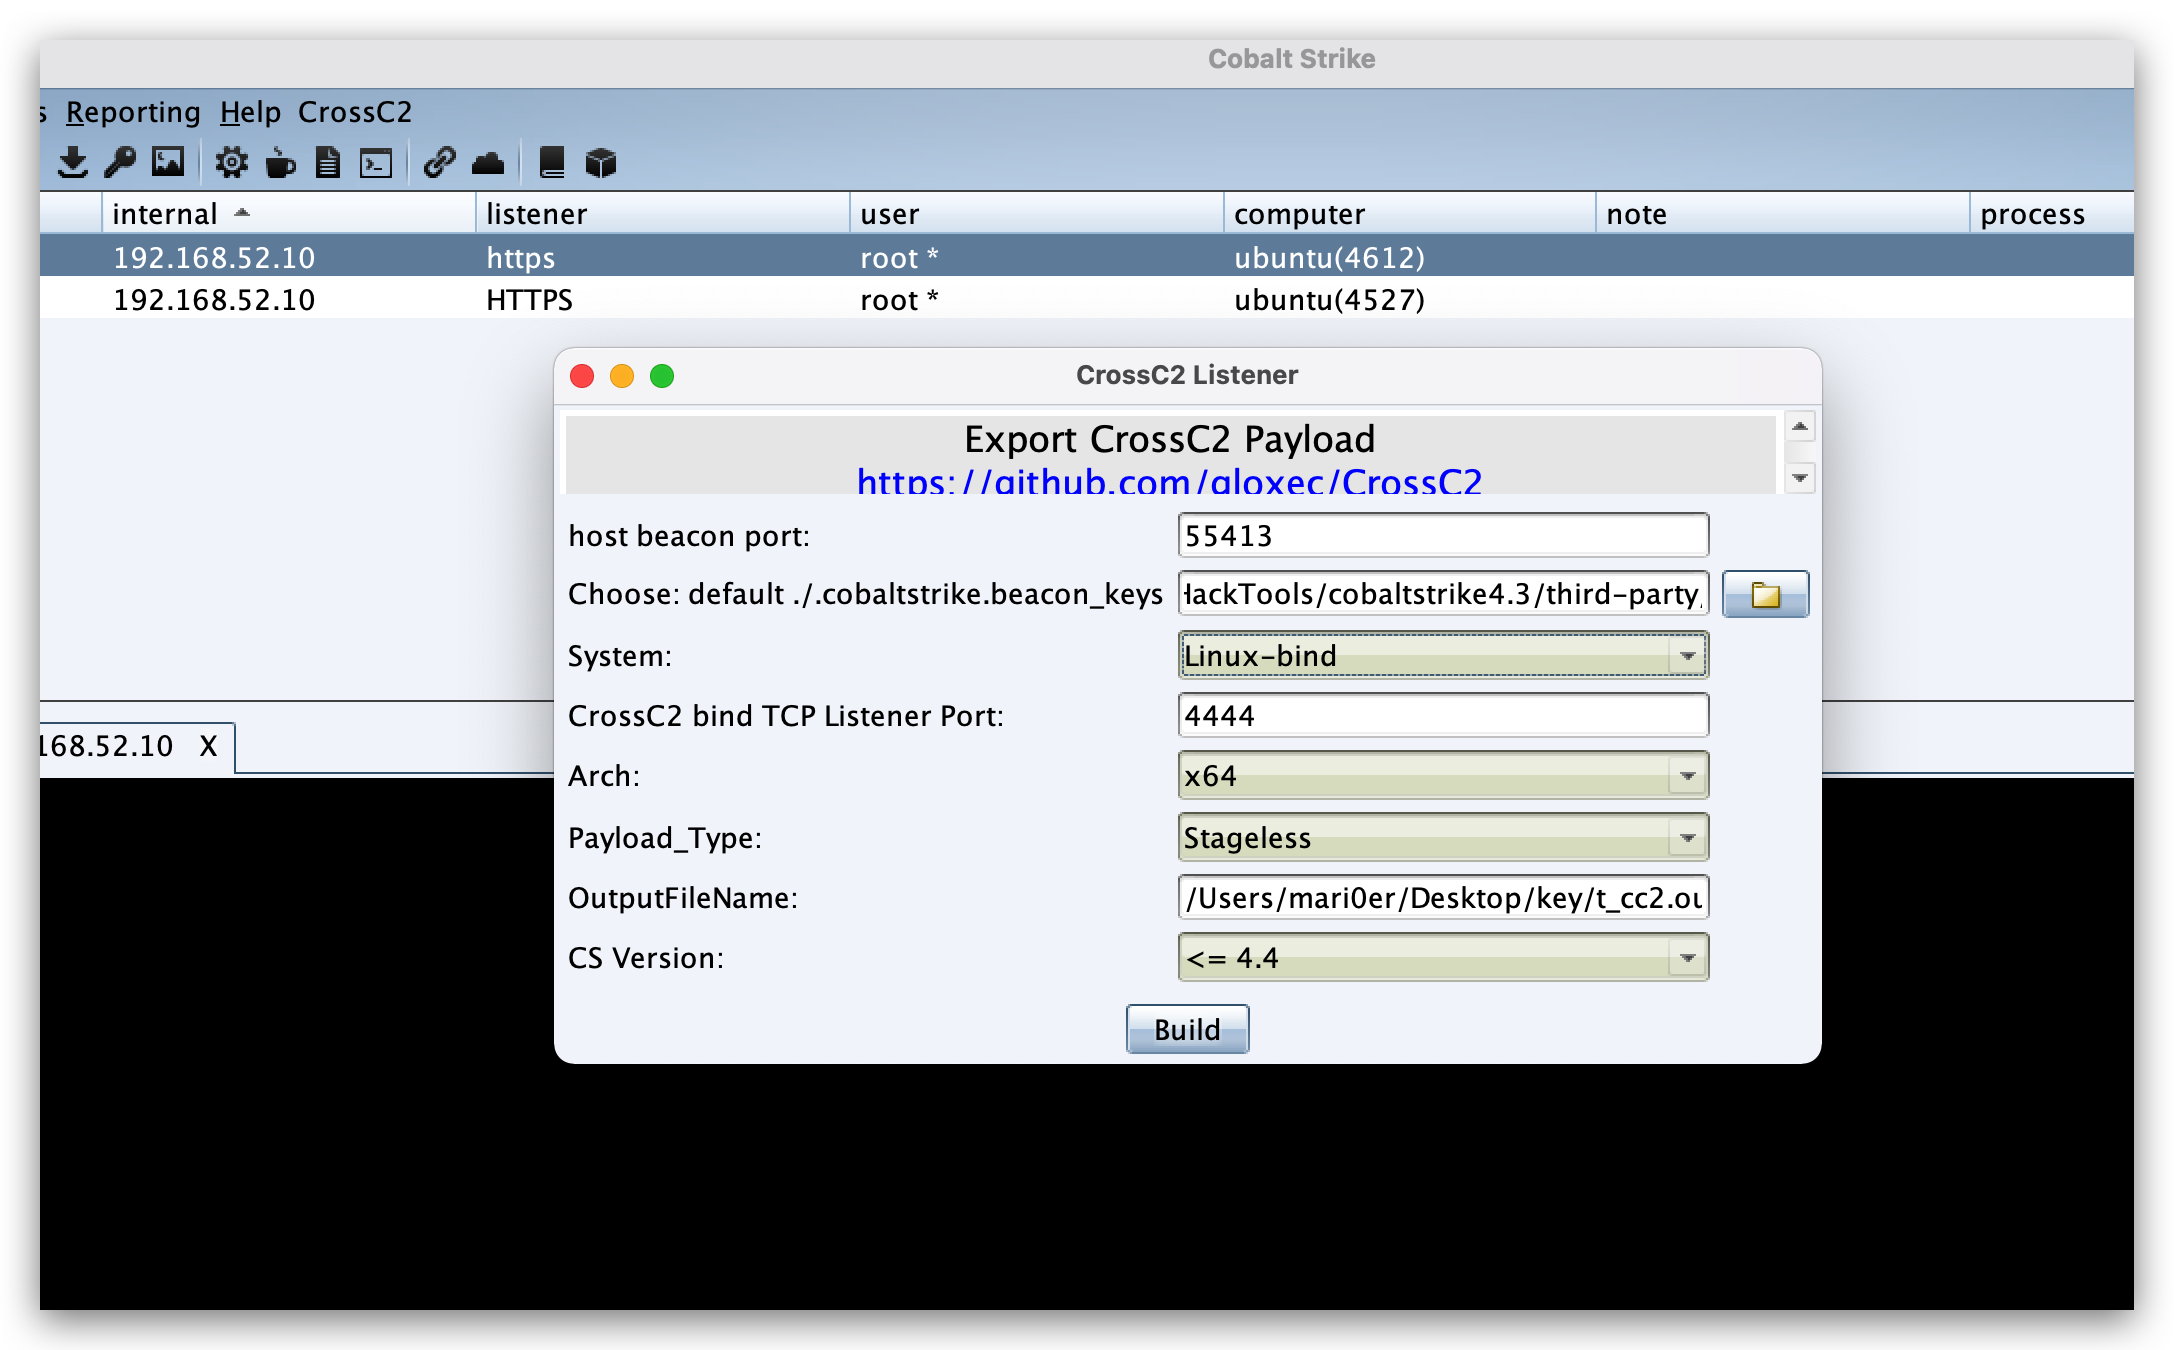 Cobalt Strike
s Reporting Help CrossC2
internal listener user computer note process
192.168.52.10 https root * ubuntu(4612)
192.168.52.10 HTTPS root * ubuntu(4527)
CrossC2 Listener
Export CrossC2 Payload
https://github.com/gloxec/CrossC2
host beacon port: 55413
Choose: default ./.cobaltstrike.beacon_keys HackTools/cobaltstrike4.3/third-party/
System: Linux-bind
CrossC2 bind TCP Listener Port: 4444
168.52.10 X
Arch: x64
Payload_Type: Stageless
OutputFileName: /Users/mari0er/Desktop/key/t_cc2.ou
CS Version: <= 4.4
Build